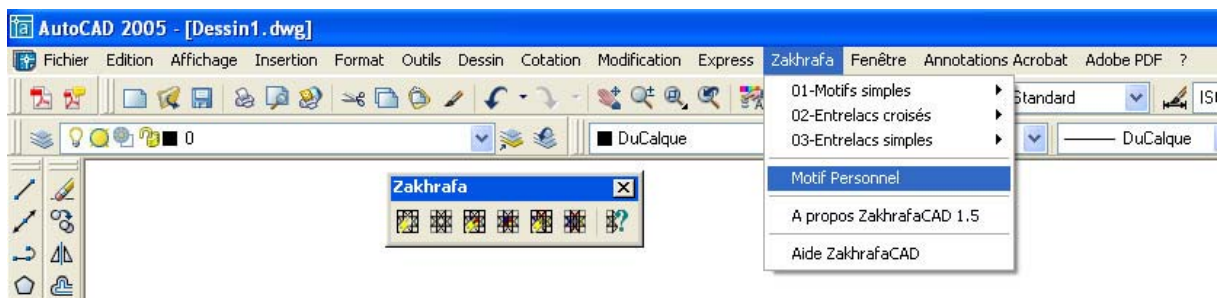 AutoCAD 2005 - [Dessin1.dwg]
Fichier Edition Affichage Insertion Format Outils Dessin Cotation Modification Express Zakhrafa Fenêtre Annotations Acrobat Adobe PDF ?
01-Motifs simples
Standard
02-Entrelacs croisés
0
DuCalque
03-Entrelacs simples
DuCalque
Motif Personnel
Zakhrafa
A propos ZakhrafaCAD 1.5
Aide ZakhrafaCAD